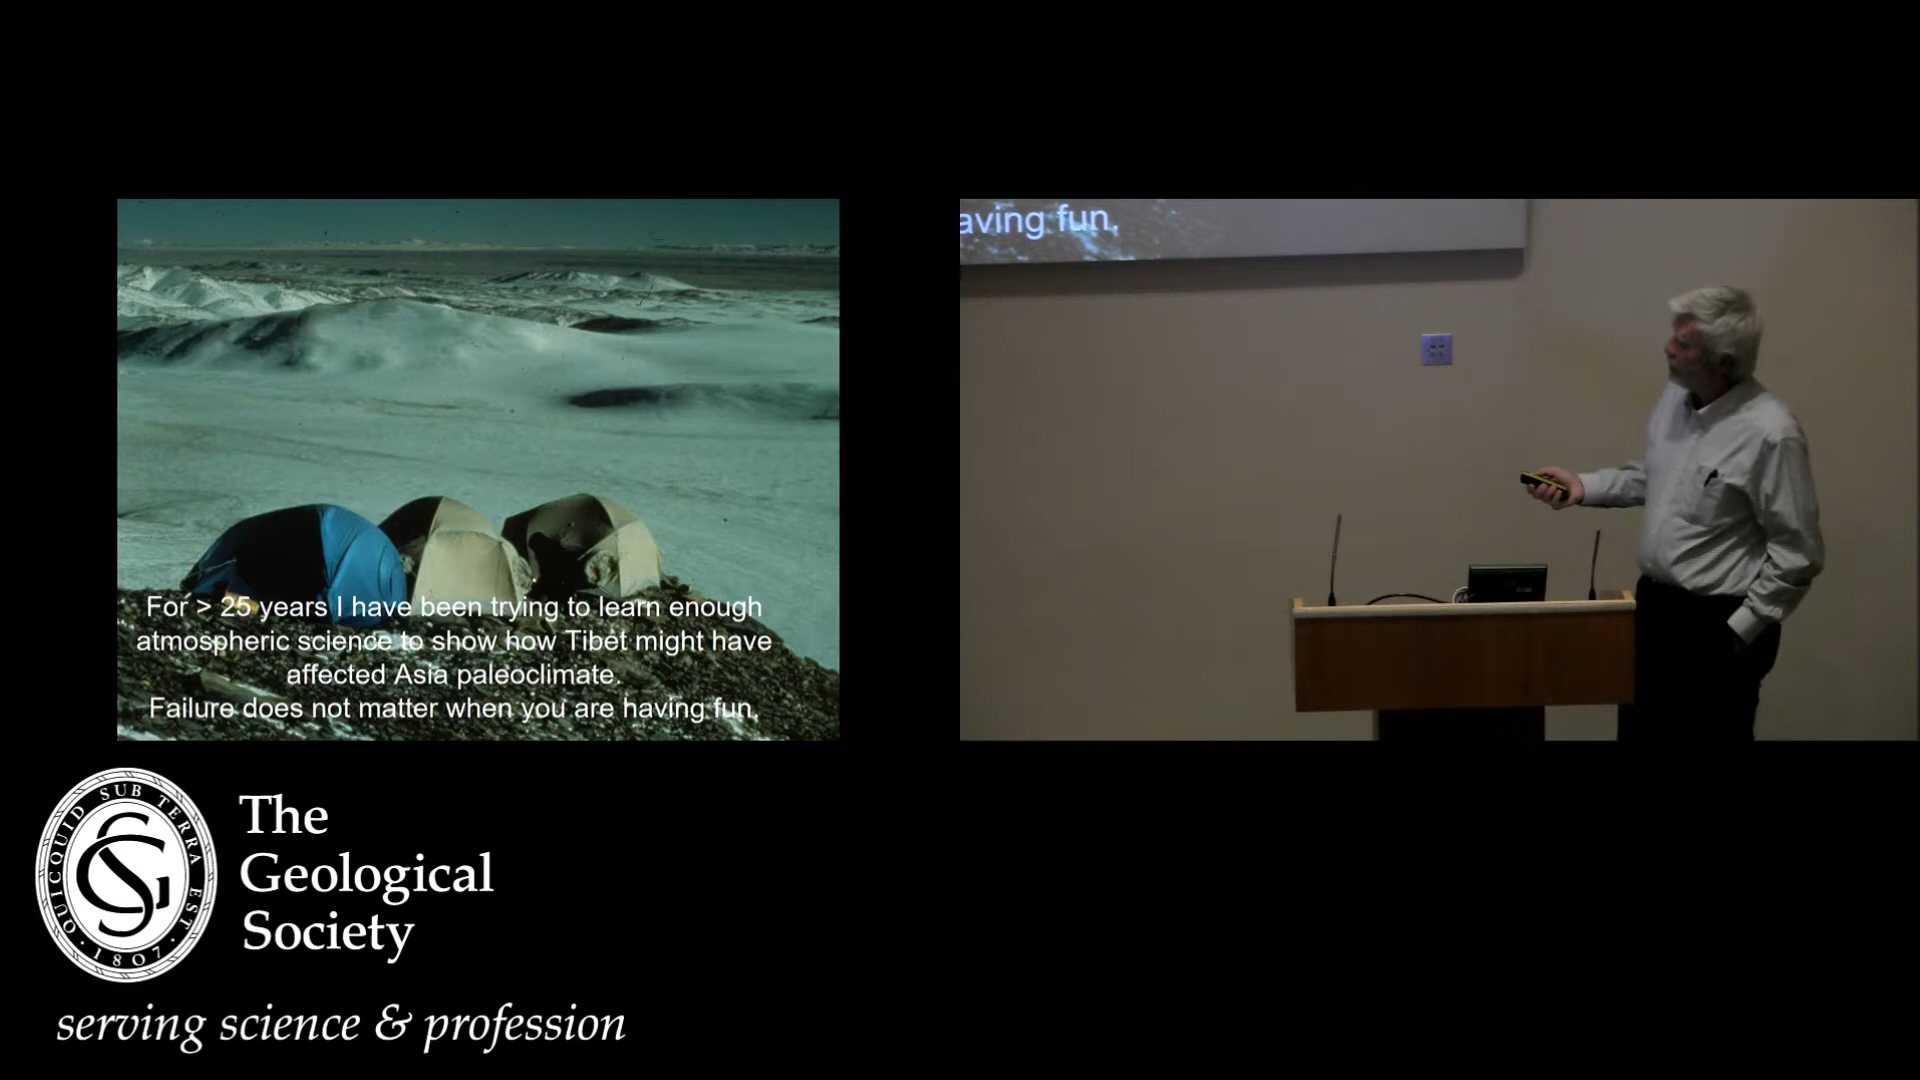 For > 25 years I have been trying to learn enough
atmospheric science to show how Tibet might have
affected Asia paleoclimate.
Failure does not matter when you are having fun.
aving fun.
QUICQUID SUB TERRA EST
1807
The
Geological
Society
serving science & profession